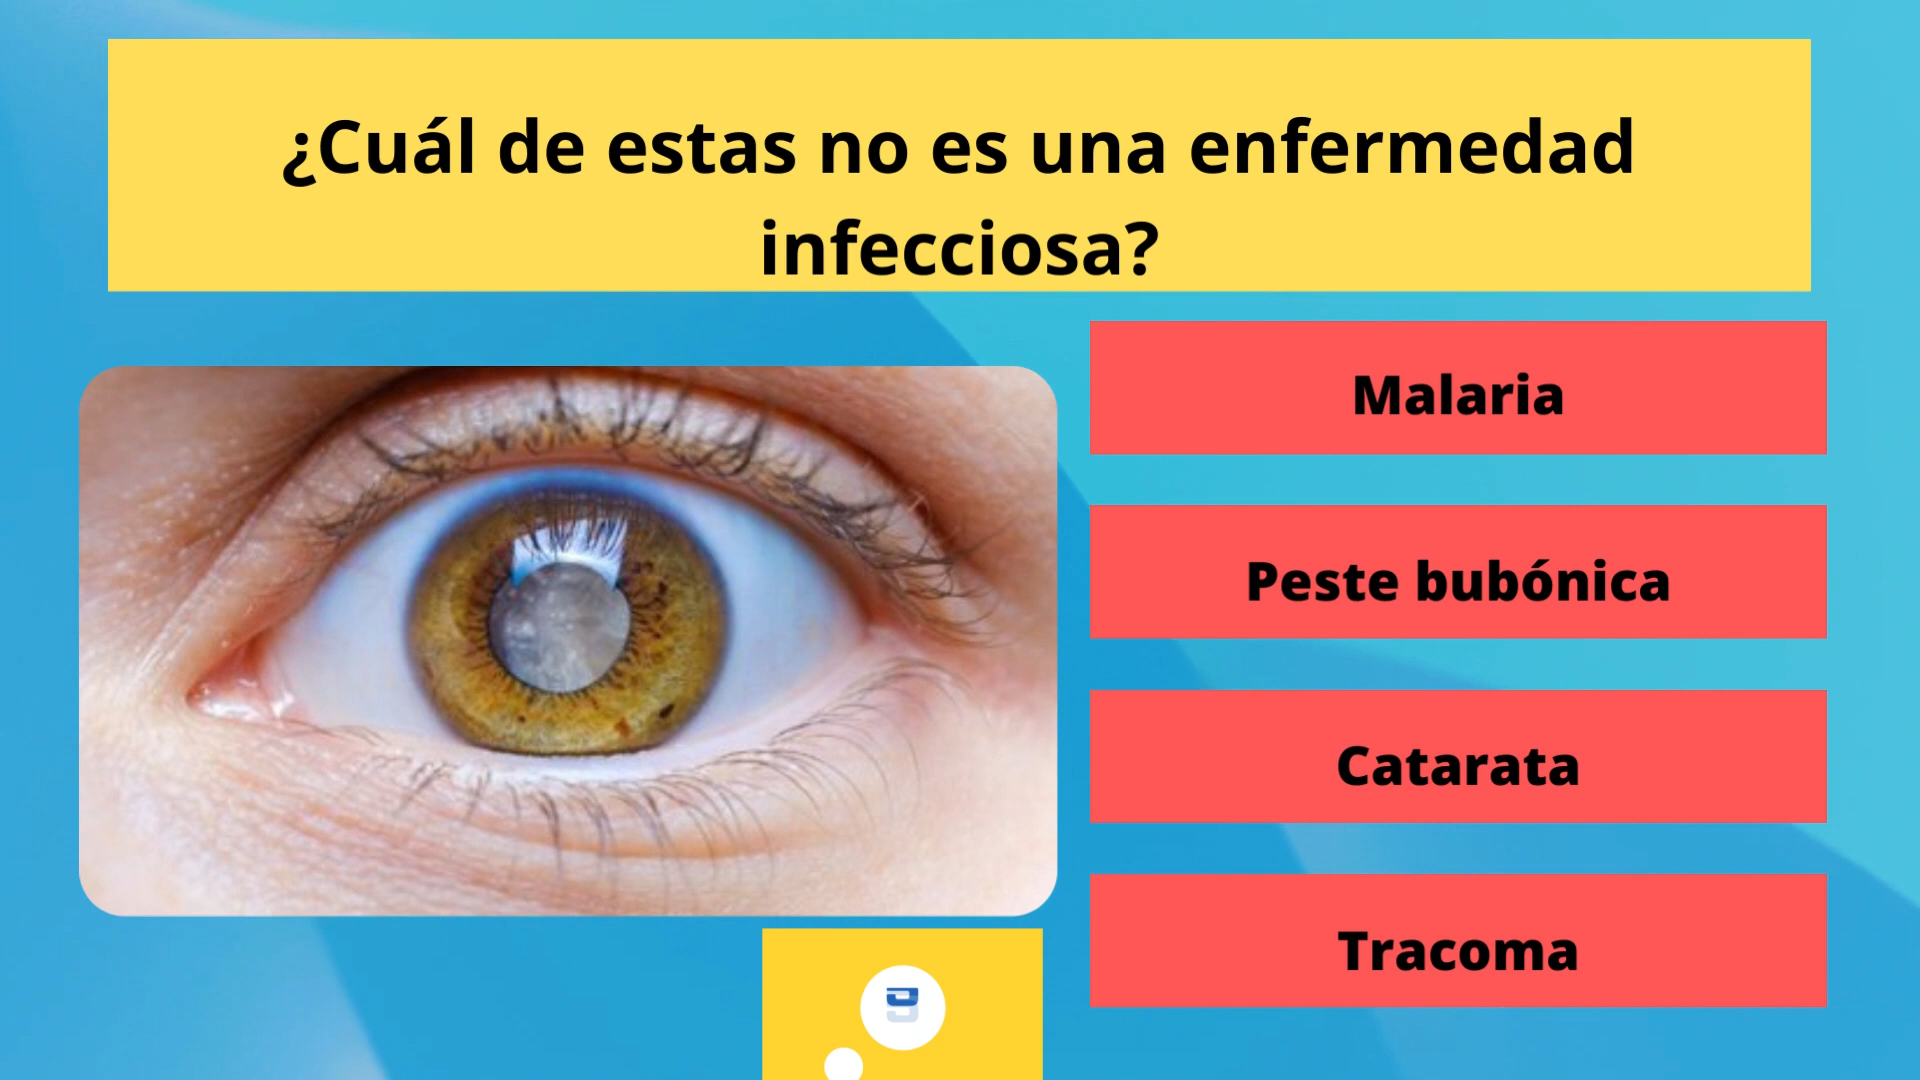 ¿Cuál de estas no es una enfermedad
infecciosa?
Malaria
Peste bubónica
Catarata
Tracoma